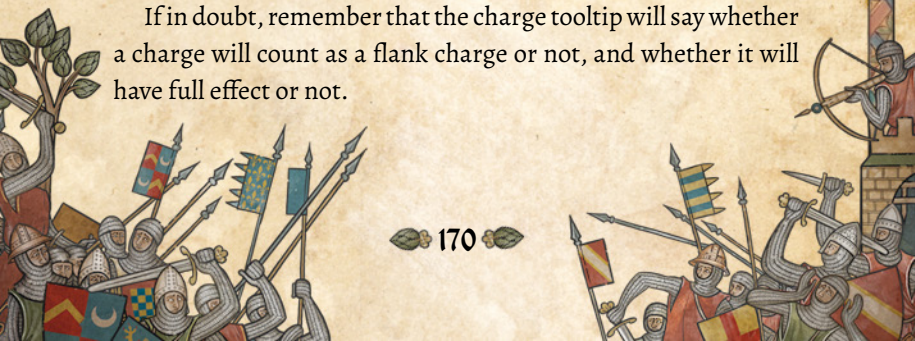 If in doubt, remember that the charge tooltip will say whether
a charge will count as a flank charge or not, and whether it will
have full effect or not.
170